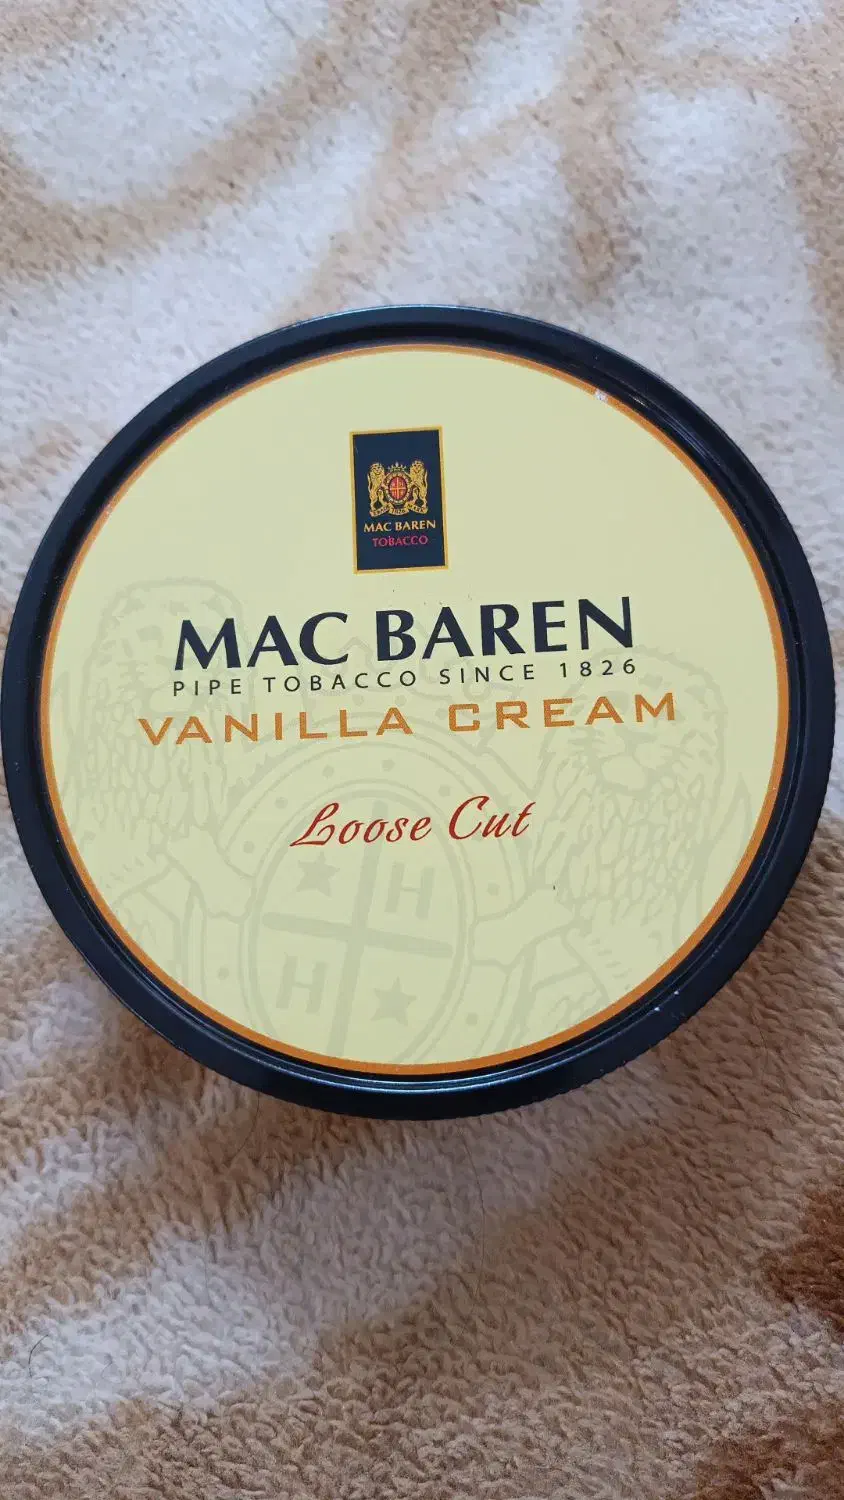 MAC BAREN
TOBACCO
MAC BAREN
PIPE TOBACCO SINCE 1826
VANILLA CREAM
Loose Cut
H
H